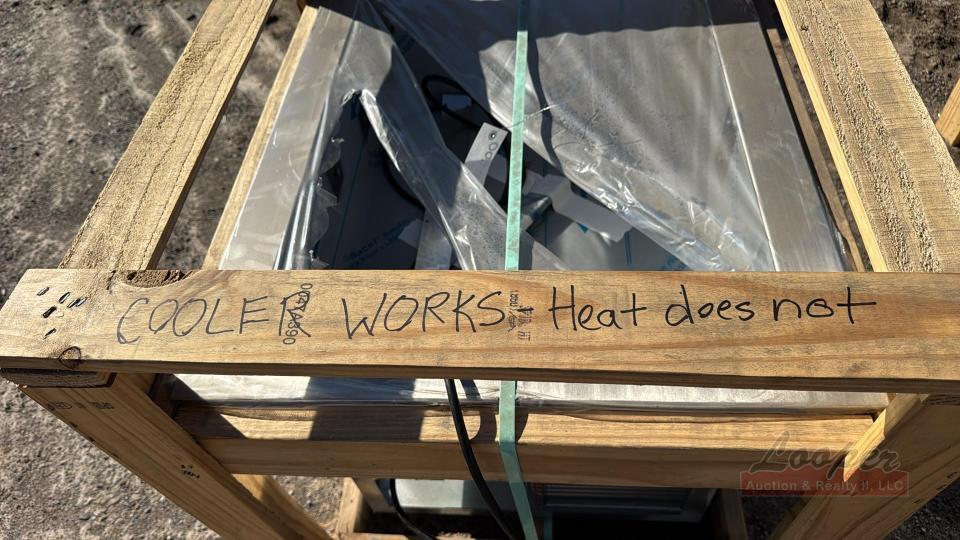 COOLER WORKS Heat does not
Looper
Auction & Realty II, LLC